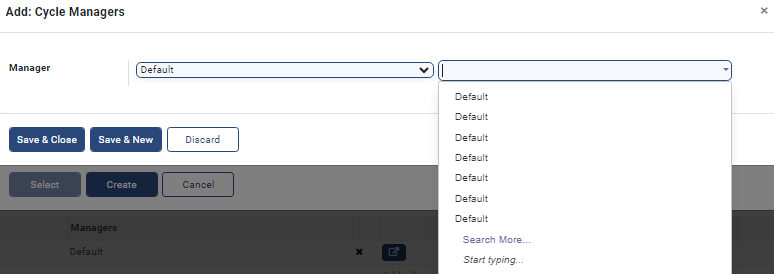 Add: Cycle Managers
×
Manager
Default
Default
Default
Default
Default
Default
Default
Default
Search More...
Start typing...
Save & Close
Save & New
Discard
Select
Create
Cancel
Managers
Default